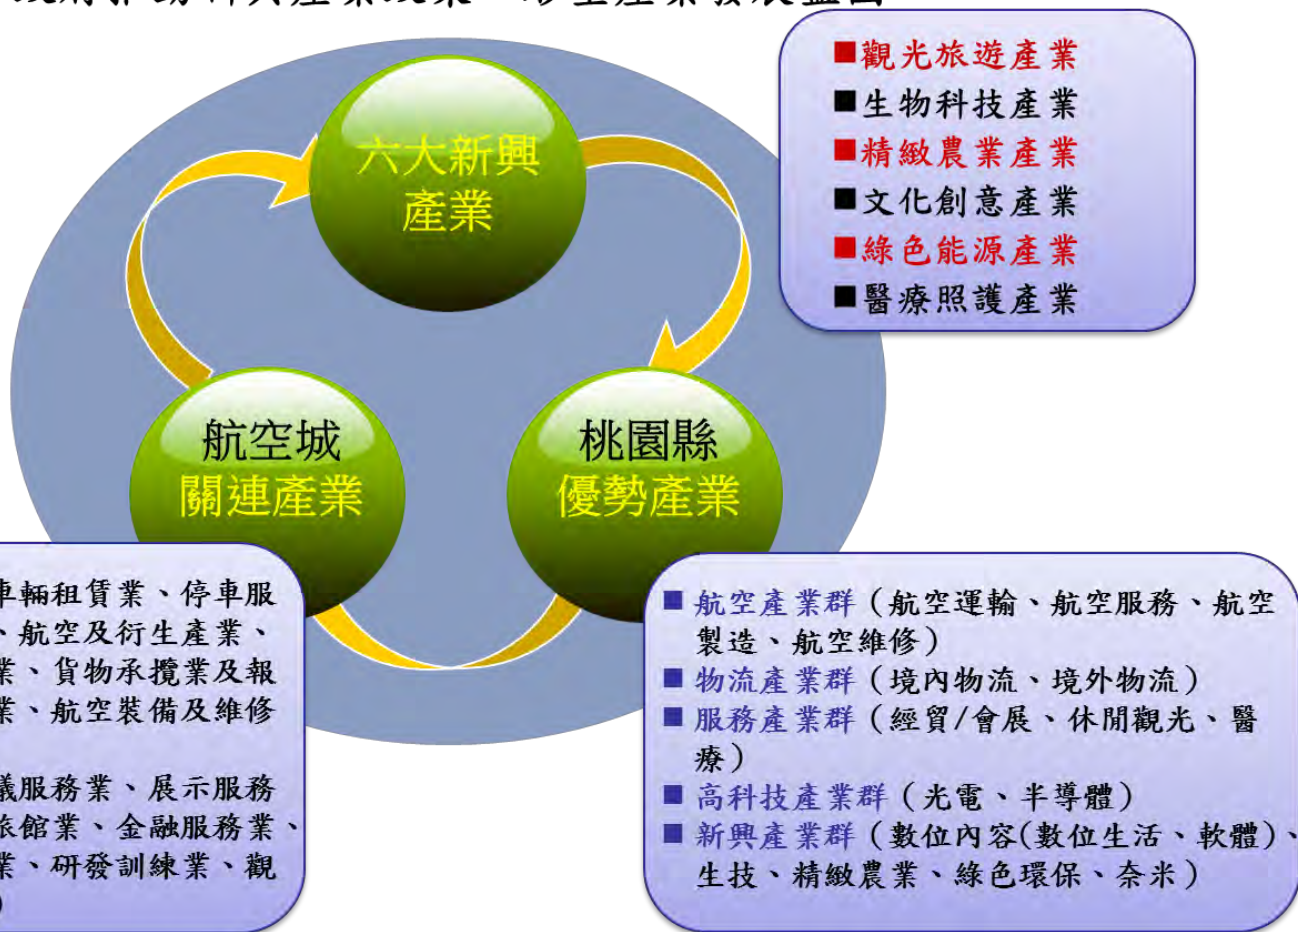 六大新興
產業
■觀光旅遊產業
■生物科技產業
■精緻農業產業
■文化創意產業
■綠色能源產業
■醫療照護產業
航空城
關連產業
桃園縣
優勢產業
車輛租賃業、停車服
、航空及衍生產業、
業、貨物承攬業及報
業、航空裝備及維修
議服務業、展示服務
旅館業、金融服務業、
業、研發訓練業、觀
）
■ 航空產業群（航空運輸、航空服務、航空
製造、航空維修）
■ 物流產業群（境內物流、境外物流）
■ 服務產業群（經貿/會展、休閒觀光、醫
療）
■ 高科技產業群（光電、半導體）
■ 新興產業群（數位內容(數位生活、軟體)、
生技、精緻農業、綠色環保、奈米）